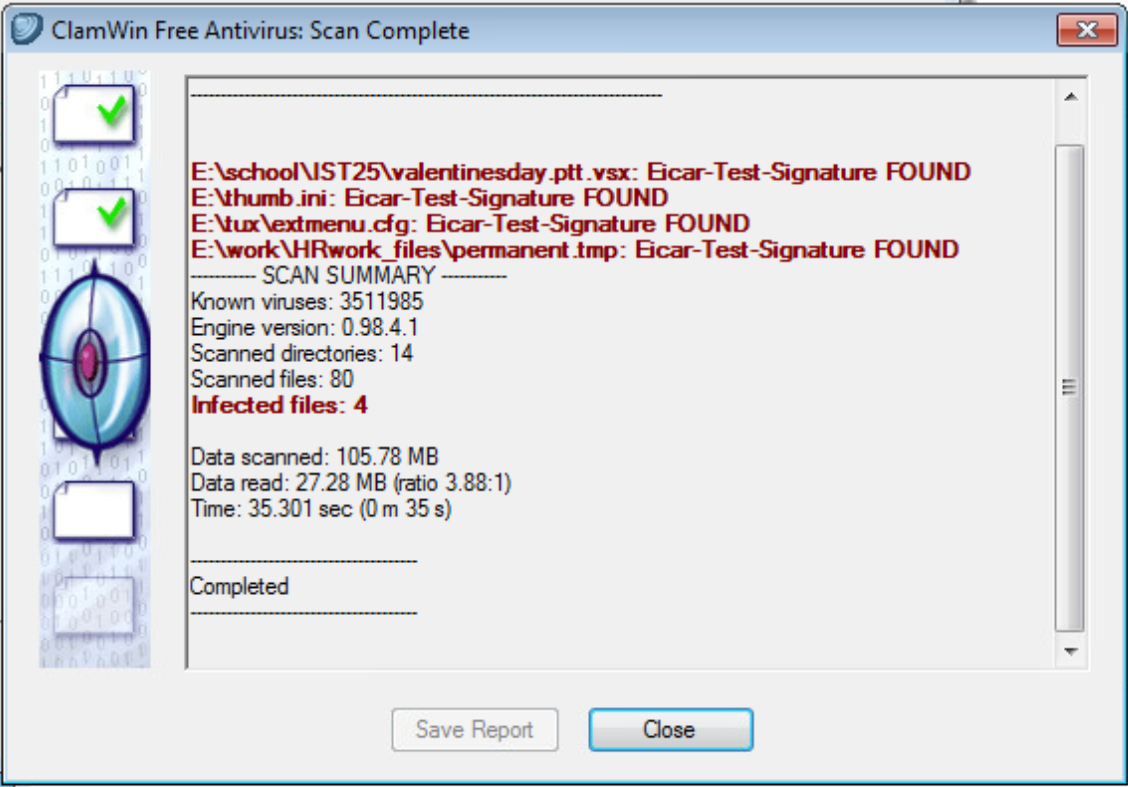 ClamWin Free Antivirus: Scan Complete
--------------------------------------------------------------------------------
E:\school\IST25\valentinesday.ptt.vsx: Eicar-Test-Signature FOUND
E:\thumb.ini: Eicar-Test-Signature FOUND
E:\tux\extmenu.cfg: Eicar-Test-Signature FOUND
E:\work\HRwork_files\permanent.tmp: Eicar-Test-Signature FOUND
----------- SCAN SUMMARY -----------
Known viruses: 3511985
Engine version: 0.98.4.1
Scanned directories: 14
Scanned files: 80
Infected files: 4
Data scanned: 105.78 MB
Data read: 27.28 MB (ratio 3.88:1)
Time: 35.301 sec (0 m 35 s)
--------------------------------------
Completed
--------------------------------------
Save Report
Close